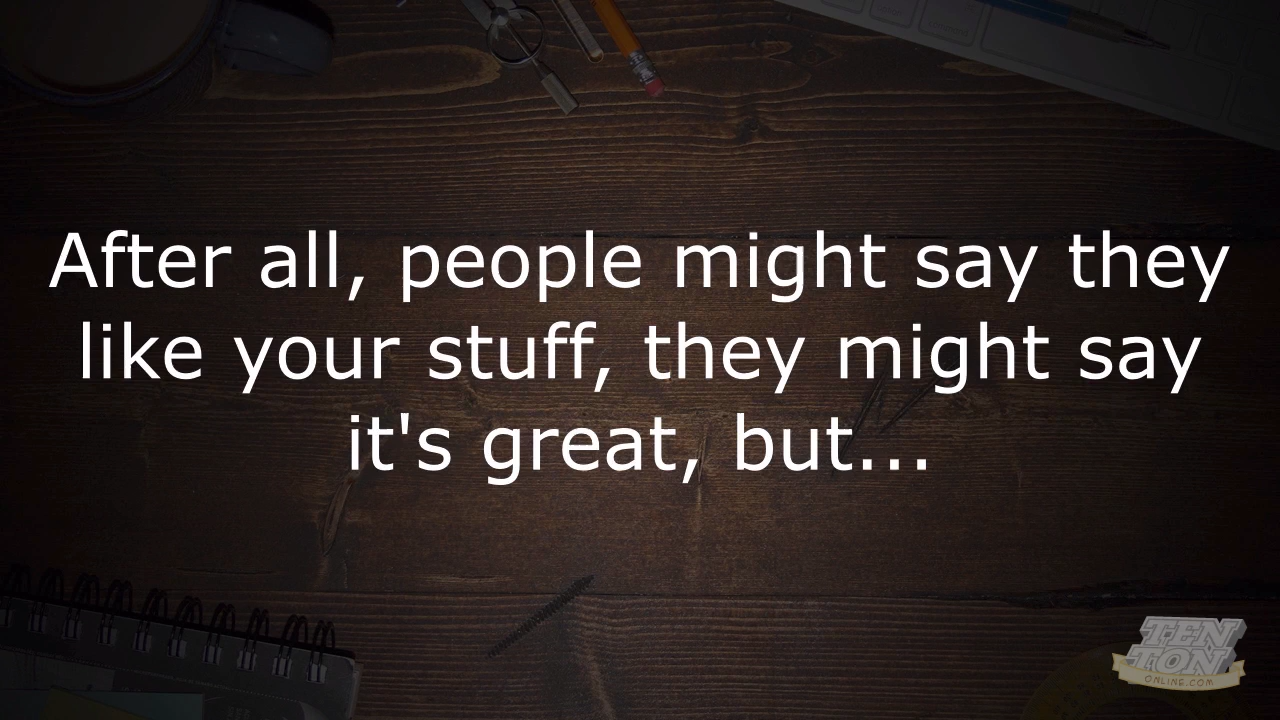 After all, people might say they
like your stuff, they might say
it's great, but...
TEN
TON
ONLINE.COM